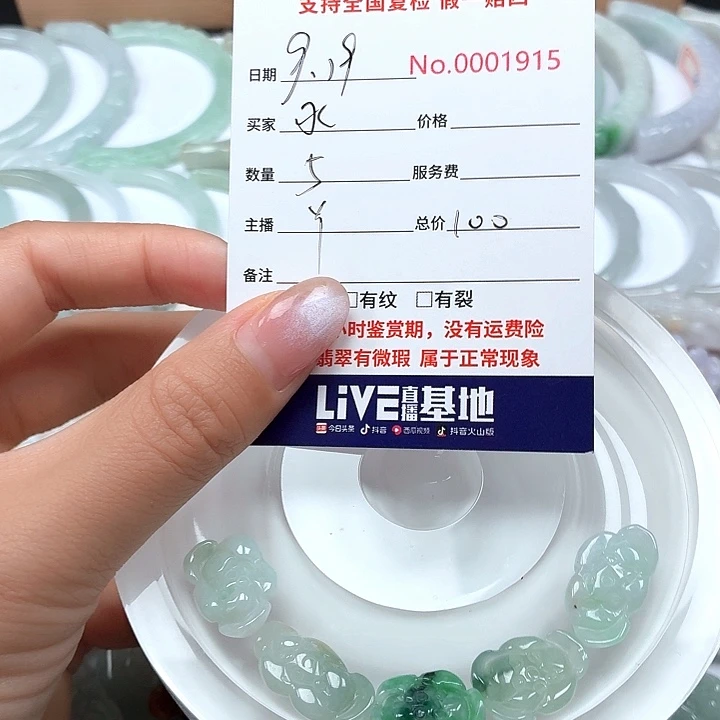 支持全国复检 假一赔四
日期 9.19 No.0001915
买家 水 价格
数量 5 服务费
主播 总价 100
备注
□有纹 □有裂
小时鉴赏期，没有运费险
翡翠有微瑕 属于正常现象
LiVE直播基地
今日头条 抖音 西瓜视频 抖音火山版